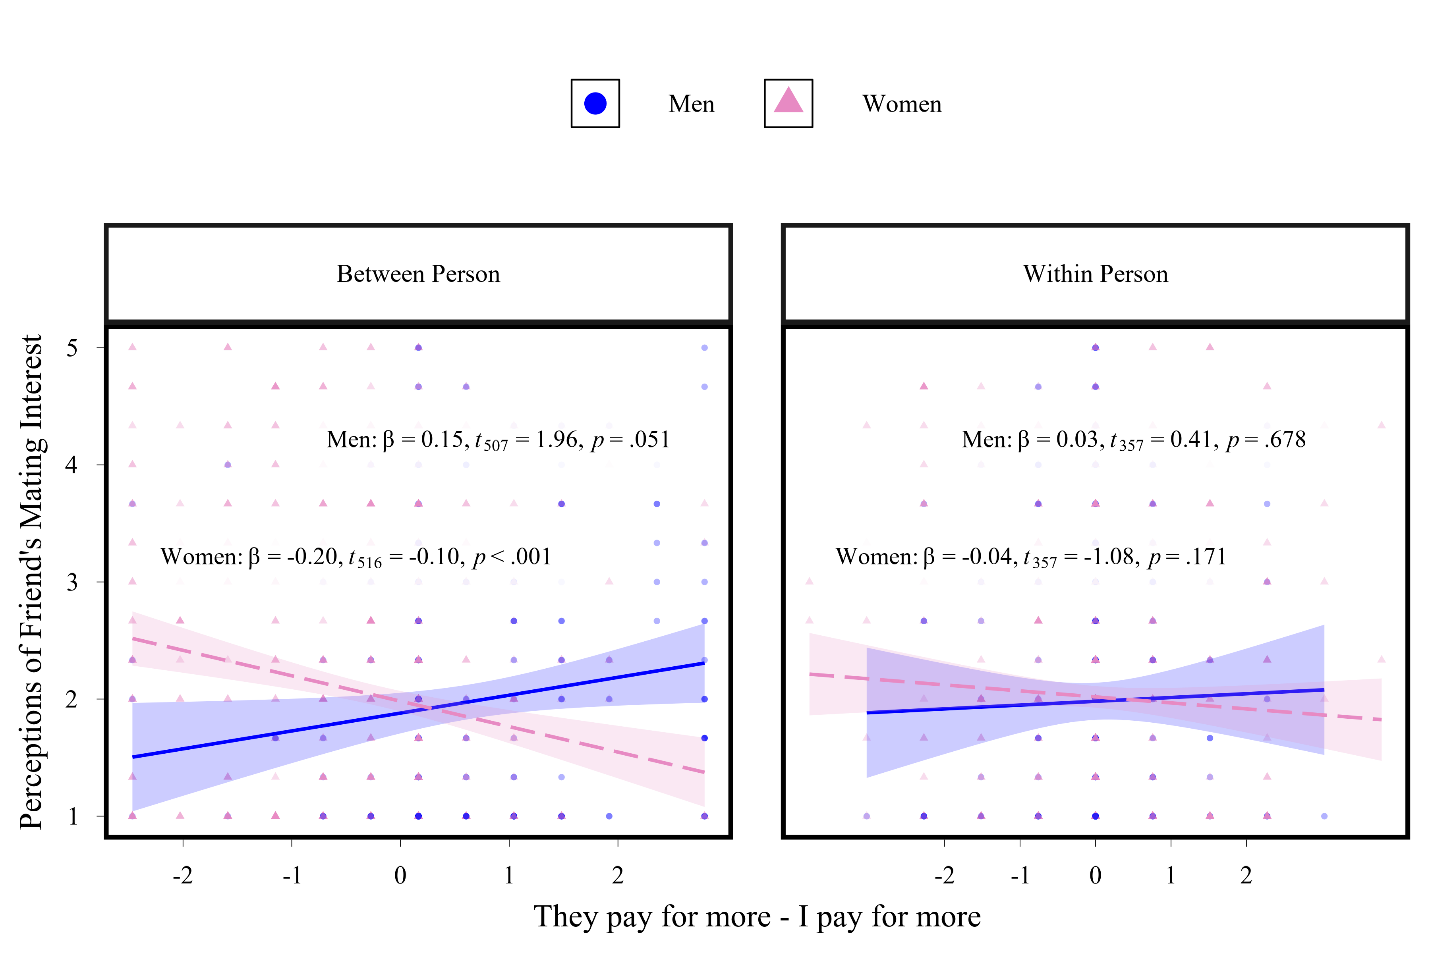 Men Women
Between Person
Within Person
Perceptions of Friend's Mating Interest
5
4
3
2
1
Men: β = 0.15, t507 = 1.96, p = .051
Women: β = -0.20, t516 = -0.10, p < .001
Men: β = 0.03, t357 = 0.41, p = .678
Women: β = -0.04, t357 = -1.08, p = .171
-2 -1 0 1 2
-2 -1 0 1 2
They pay for more - I pay for more